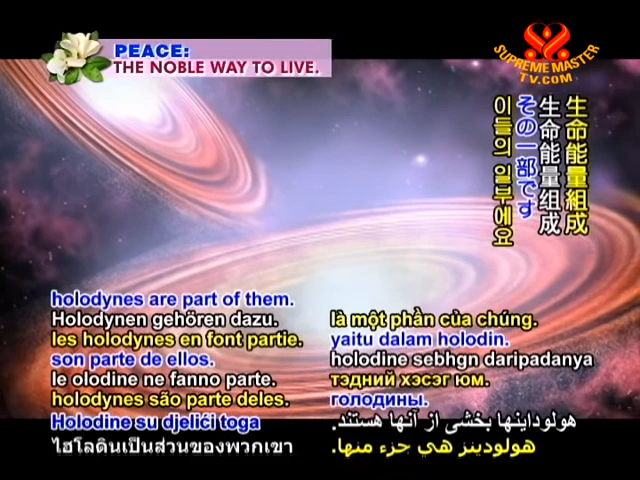 PEACE:
THE NOBLE WAY TO LIVE.
SUPREME MASTER
TV.COM
生命能量組成
生命能量组成
その一部です
이들의 일부에요
holodynes are part of them.
Holodynen gehören dazu.
les holodynes en font partie.
son parte de ellos.
le olodine ne fanno parte.
holodynes são parte deles.
Holodine su djelići toga
ไฮโลดินเป็นส่วนของพวกเขา
là một phần của chúng.
yaitu dalam holodin.
holodine sebhgn daripadanya
тэдний хэсэг юм.
голодины.
هولوداینها بخشی از آنها هستند.
هولودينز هي جزء منها.